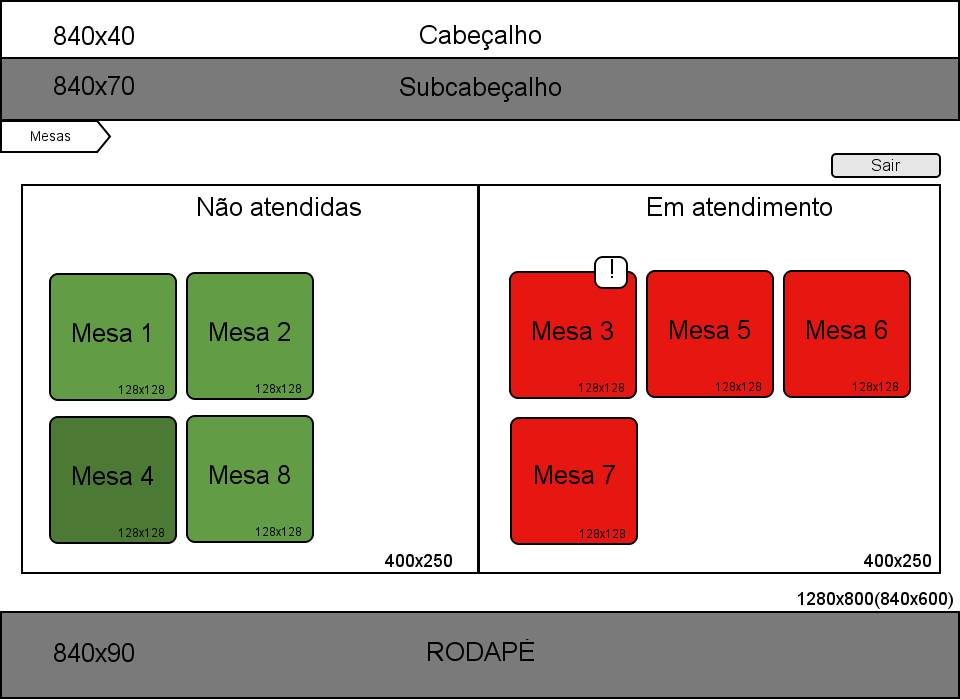 840x40 Cabeçalho
840x70 Subcabeçalho
Mesas
Sair
Não atendidas
Em atendimento
!
Mesa 1
128x128
Mesa 2
128x128
Mesa 3
128x128
Mesa 5
128x128
Mesa 6
128x128
Mesa 4
128x128
Mesa 8
128x128
Mesa 7
128x128
400x250
400x250
1280x800(840x600)
840x90 RODAPÉ